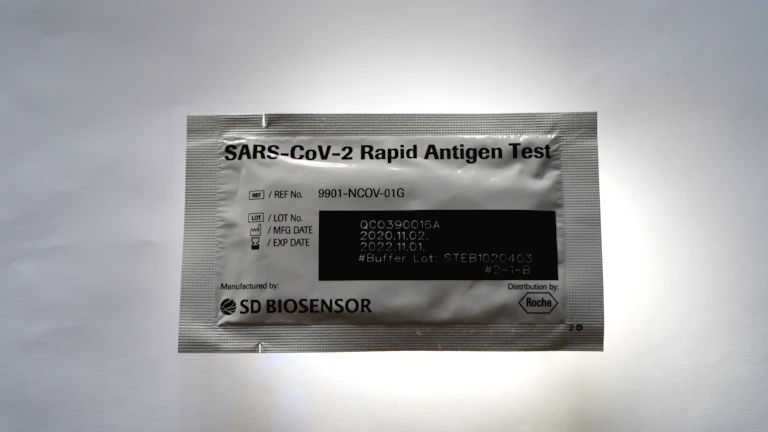 SARS-CoV-2 Rapid Antigen Test
REF / REF No. 9901-NCOV-01G
LOT / LOT No. QC0390016A
/ MFG DATE 2020.11.02.
/ EXP DATE 2022.11.01.
#Buffer Lot: STEB1020403
#2-1-B
Manufactured by:
SD BIOSENSOR
Distribution by:
Roche
2